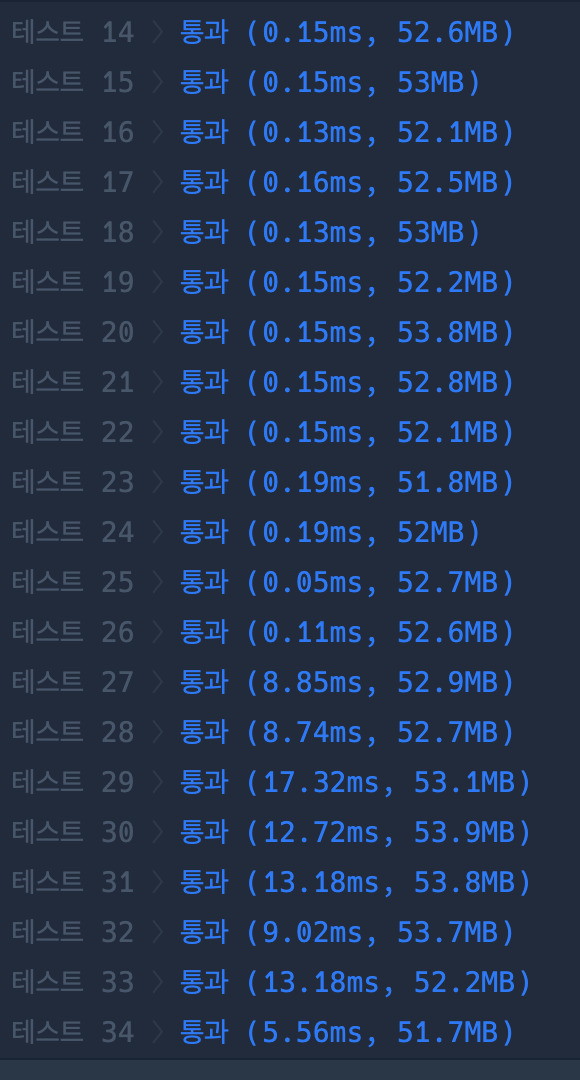 테스트 14 〉 통과 (0.15ms, 52.6MB)
테스트 15 〉 통과 (0.15ms, 53MB)
테스트 16 〉 통과 (0.13ms, 52.1MB)
테스트 17 〉 통과 (0.16ms, 52.5MB)
테스트 18 〉 통과 (0.13ms, 53MB)
테스트 19 〉 통과 (0.15ms, 52.2MB)
테스트 20 〉 통과 (0.15ms, 53.8MB)
테스트 21 〉 통과 (0.15ms, 52.8MB)
테스트 22 〉 통과 (0.15ms, 52.1MB)
테스트 23 〉 통과 (0.19ms, 51.8MB)
테스트 24 〉 통과 (0.19ms, 52MB)
테스트 25 〉 통과 (0.05ms, 52.7MB)
테스트 26 〉 통과 (0.11ms, 52.6MB)
테스트 27 〉 통과 (8.85ms, 52.9MB)
테스트 28 〉 통과 (8.74ms, 52.7MB)
테스트 29 〉 통과 (17.32ms, 53.1MB)
테스트 30 〉 통과 (12.72ms, 53.9MB)
테스트 31 〉 통과 (13.18ms, 53.8MB)
테스트 32 〉 통과 (9.02ms, 53.7MB)
테스트 33 〉 통과 (13.18ms, 52.2MB)
테스트 34 〉 통과 (5.56ms, 51.7MB)